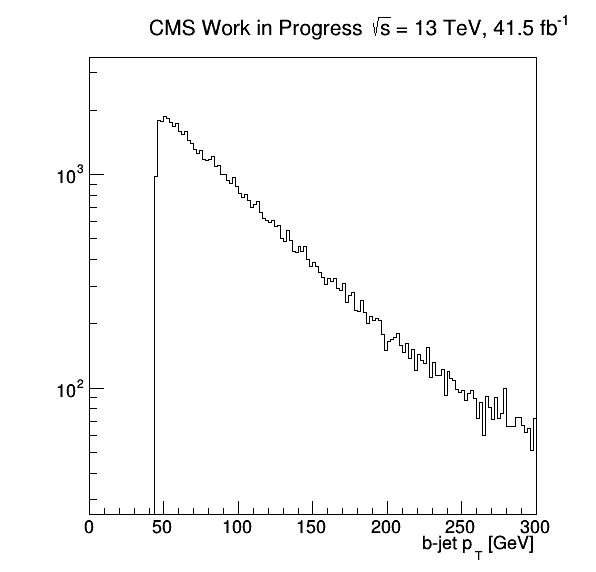 CMS Work in Progress √s = 13 TeV, 41.5 fb⁻¹
10³
10²
0 50 100 150 200 250 300
b-jet p_T [GeV]